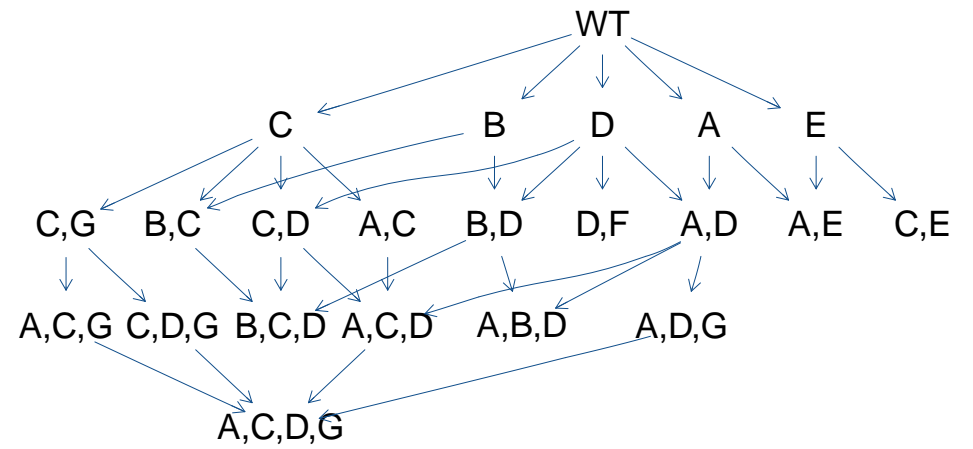 WT
C B D A E
C,G B,C C,D A,C B,D D,F A,D A,E C,E
A,C,G C,D,G B,C,D A,C,D A,B,D A,D,G
A,C,D,G